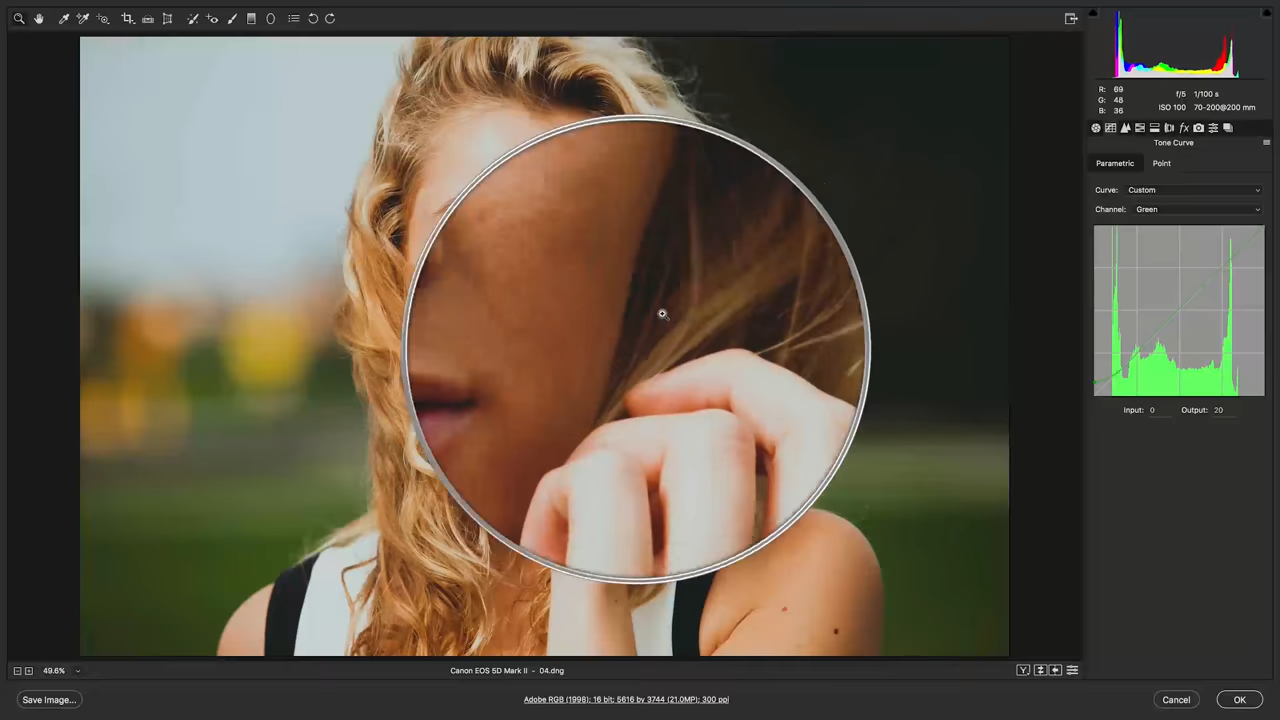 R: 69
G: 48
B: 36
f/5 1/100 s
ISO 100 70-200@200 mm
fx
Tone Curve
Parametric Point
Curve: Custom
Channel: Green
Input: 0 Output: 20
49.6%
Canon EOS 5D Mark II - 04.dng
Y
Save Image...
Adobe RGB (1998); 16 bit; 5616 by 3744 (21.0MP); 300 ppi
Cancel
OK